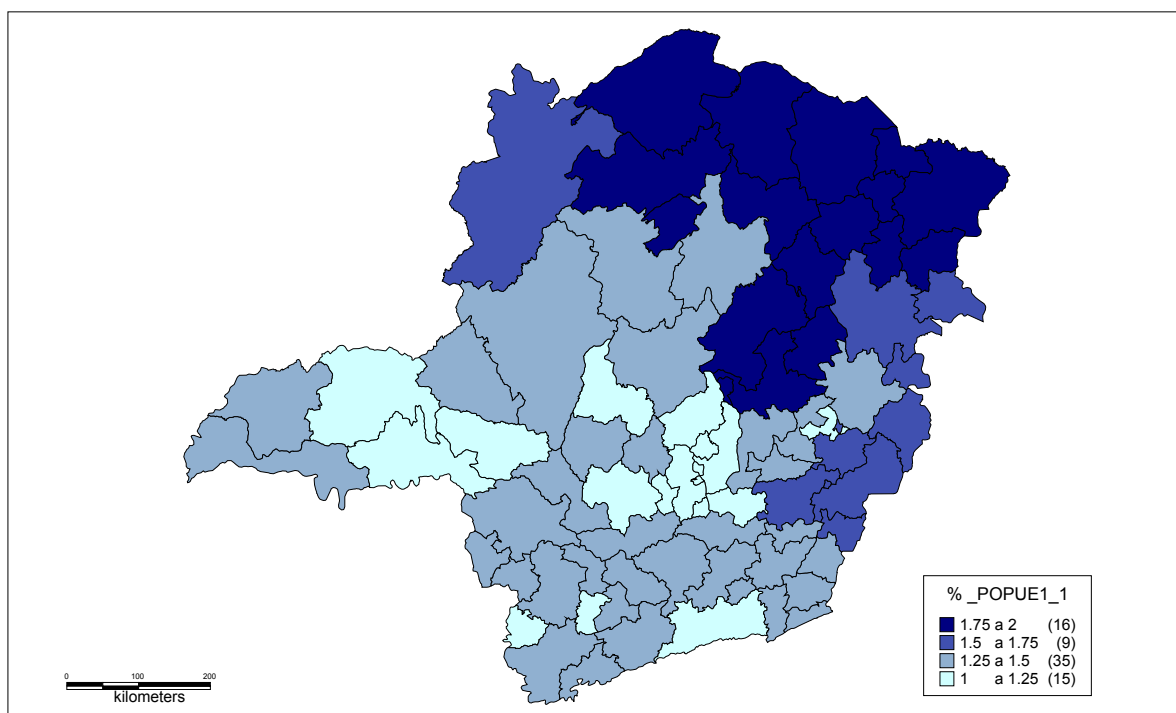 % _POPUE1_1
1.75 a 2 (16)
1.5 a 1.75 (9)
1.25 a 1.5 (35)
1 a 1.25 (15)
0 100 200
kilometers